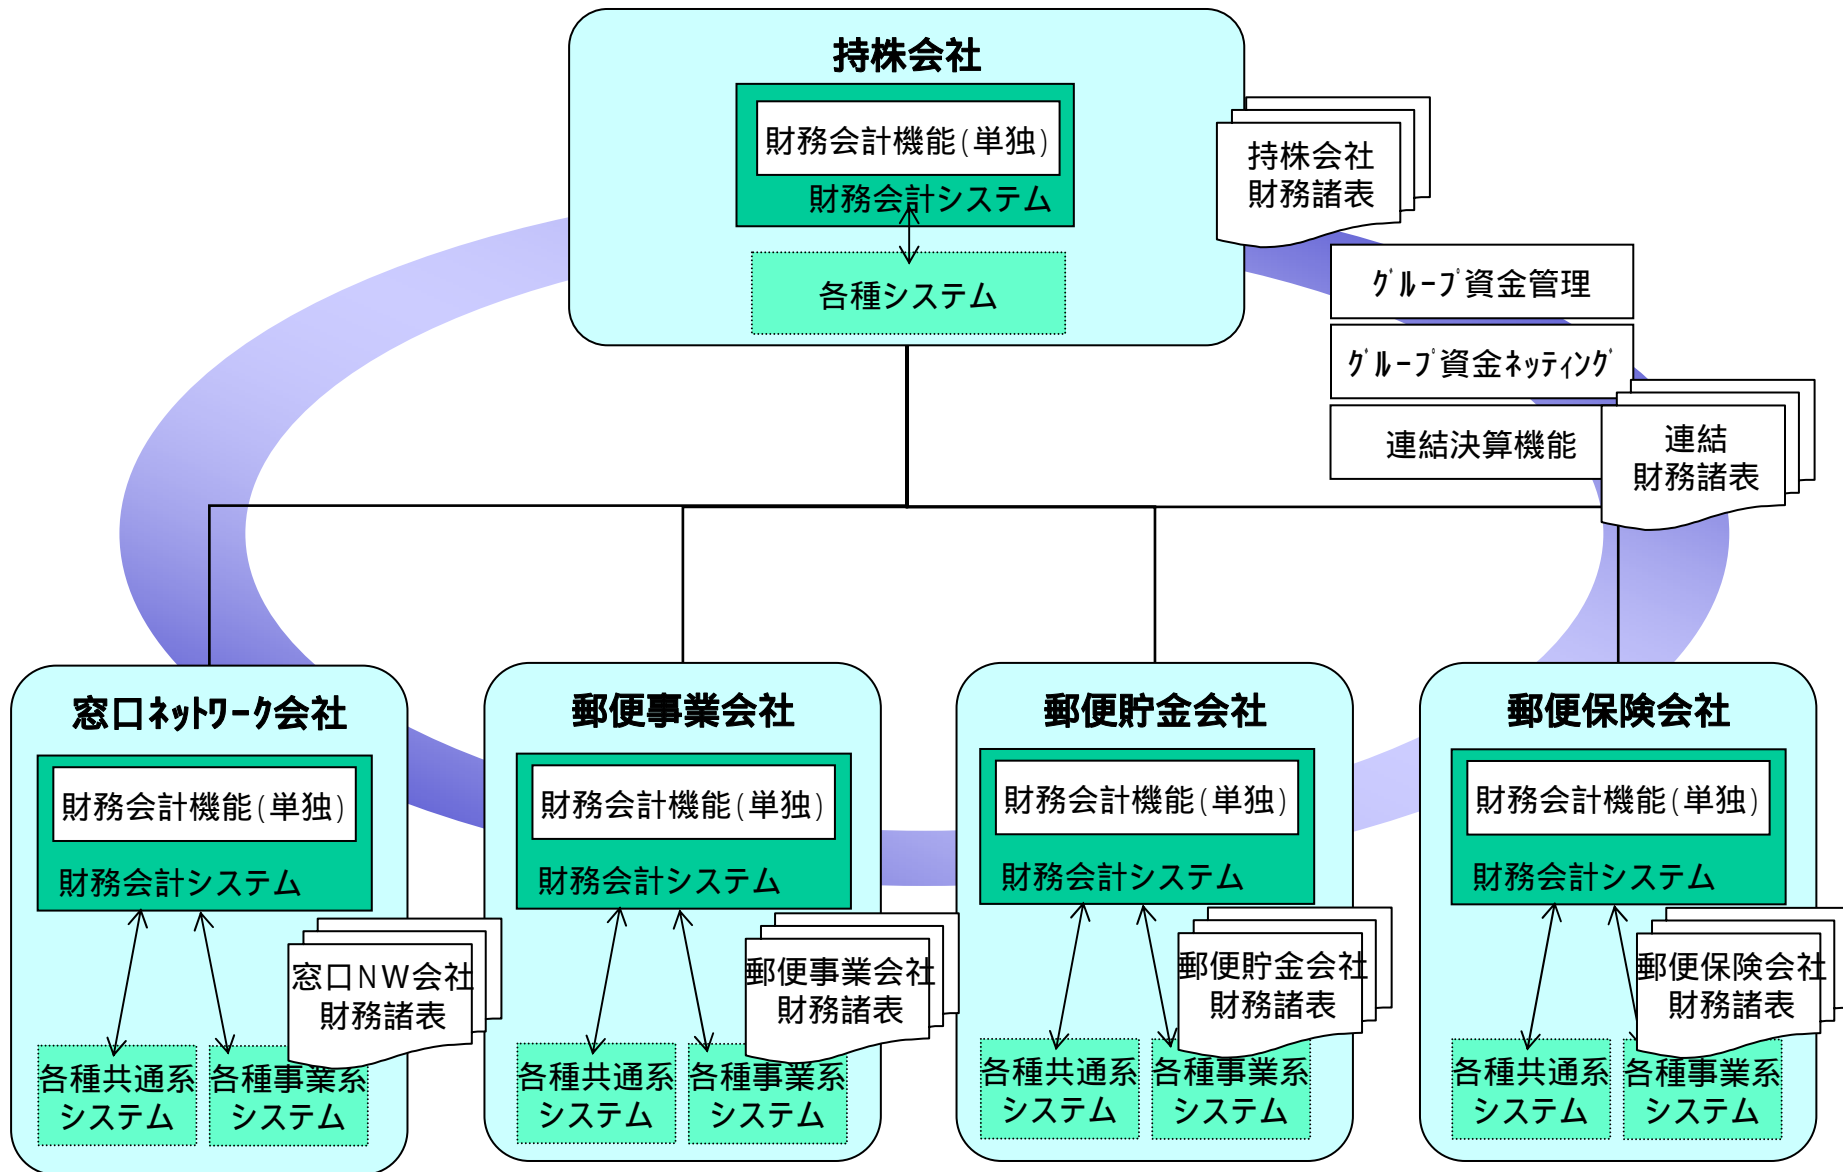 持株会社
財務会計機能(単独)
財務会計システム
各種システム
持株会社
財務諸表
ｸﾞﾙｰﾌﾟ資金管理
ｸﾞﾙｰﾌﾟ資金ﾈｯﾃｨﾝｸﾞ
連結決算機能
連結
財務諸表
窓口ﾈｯﾄﾜｰｸ会社
財務会計機能(単独)
財務会計システム
窓口NW会社
財務諸表
各種共通系
システム
各種事業系
システム
郵便事業会社
財務会計機能(単独)
財務会計システム
郵便事業会社
財務諸表
各種共通系
システム
各種事業系
システム
郵便貯金会社
財務会計機能(単独)
財務会計システム
郵便貯金会社
財務諸表
各種共通系
システム
各種事業系
システム
郵便保険会社
財務会計機能(単独)
財務会計システム
郵便保険会社
財務諸表
各種共通系
システム
各種事業系
システム